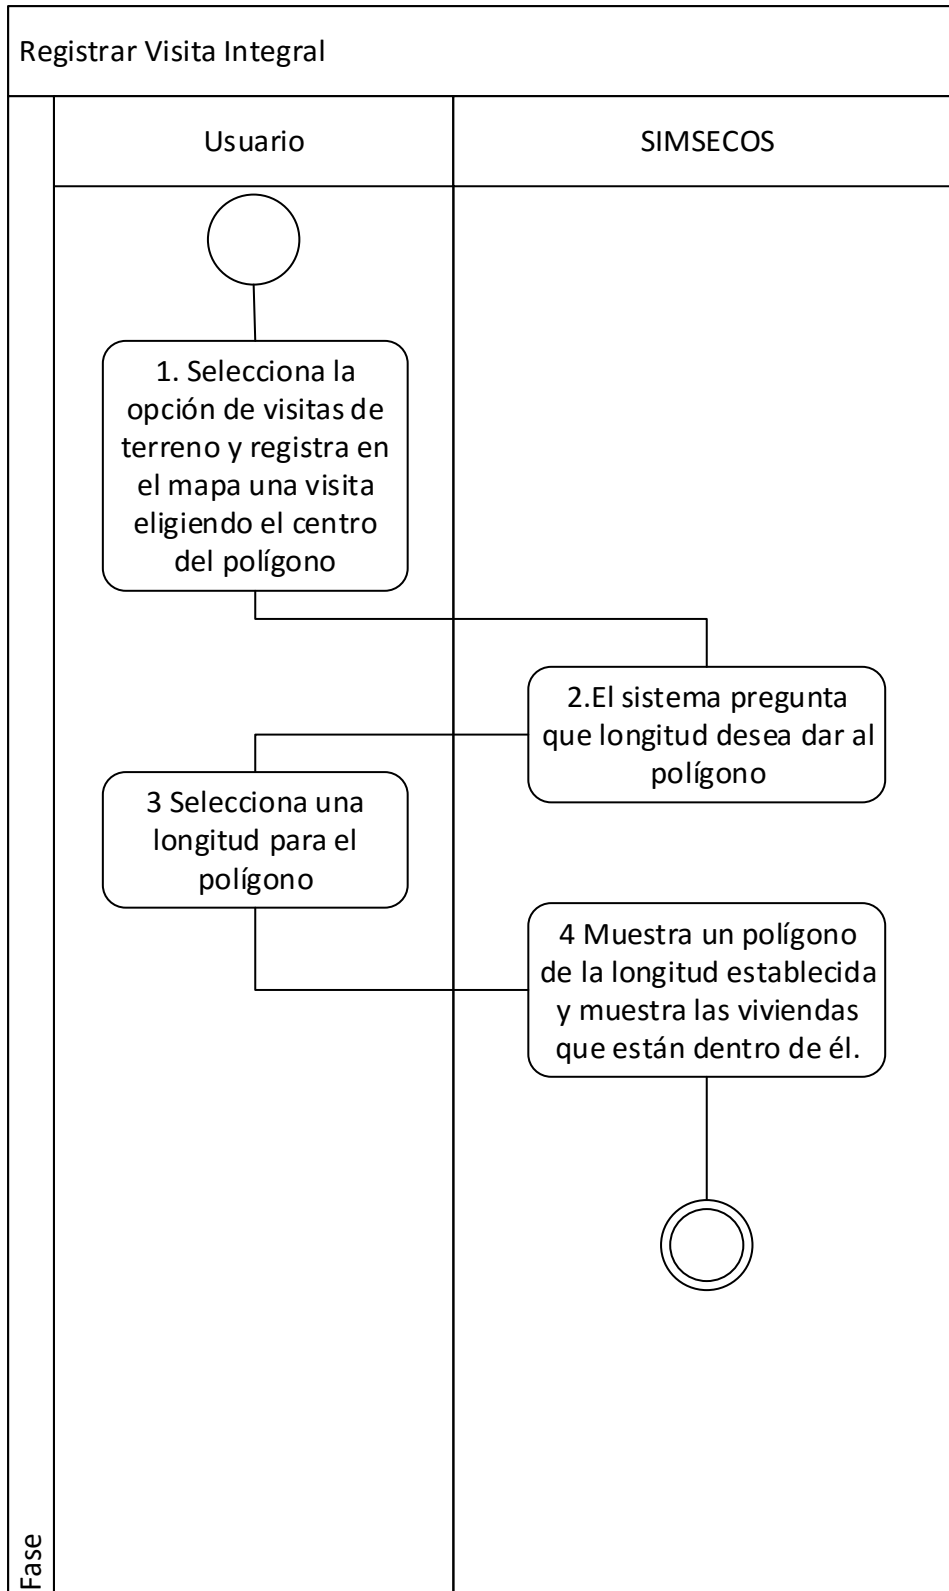 Registrar Visita Integral
Usuario
SIMSECOS
1. Selecciona la
opción de visitas de
terreno y registra en
el mapa una visita
eligiendo el centro
del polígono
2.El sistema pregunta
que longitud desea dar al
polígono
3 Selecciona una
longitud para el
polígono
4 Muestra un polígono
de la longitud establecida
y muestra las viviendas
que están dentro de él.
Fase